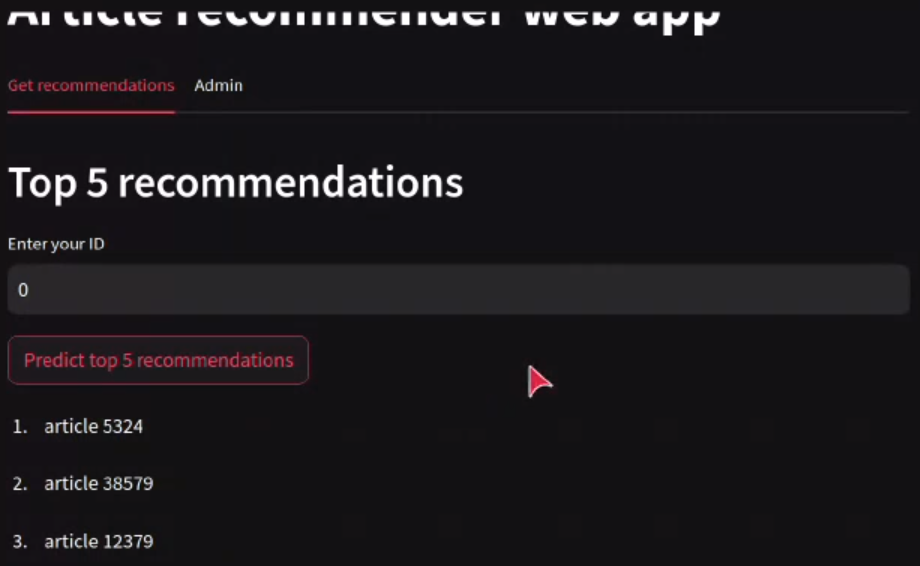 Article recommender web app
Get recommendations Admin
Top 5 recommendations
Enter your ID
0
Predict top 5 recommendations
1. article 5324
2. article 38579
3. article 12379